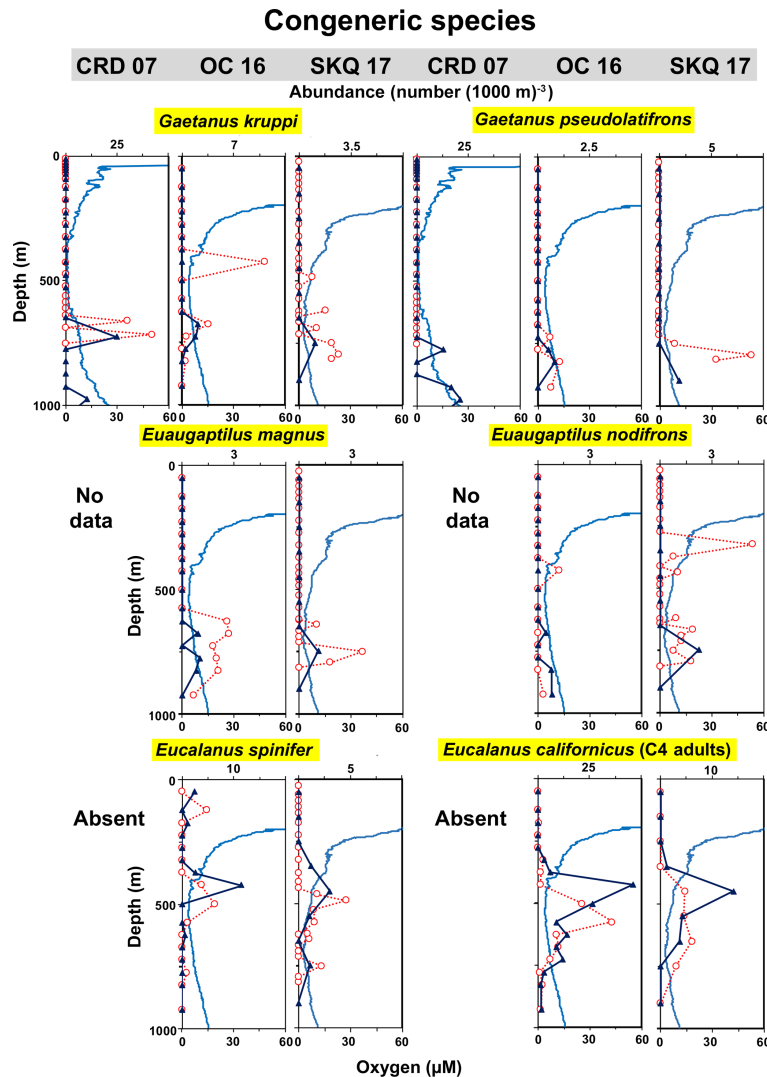 Congeneric species
CRD 07 OC 16 SKQ 17 CRD 07 OC 16 SKQ 17
Abundance (number (1000 m)-3)
Gaetanus kruppi Gaetanus pseudolatifrons
25 7 3.5 25 2.5 5
0
500
1000
Depth (m)
0 30 60 0 30 60 0 30 60 0 30 60 0 30 60 0 30 60
Euaugaptilus magnus Euaugaptilus nodifrons
3 3 3 3
0
No data No data
500
1000
Depth (m)
0 30 60 0 30 60 0 30 60 0 30 60
Eucalanus spinifer Eucalanus californicus (C4 adults)
10 5 25 10
0
Absent Absent
500
1000
Depth (m)
0 30 60 0 30 60 0 30 60 0 30 60
Oxygen (µM)